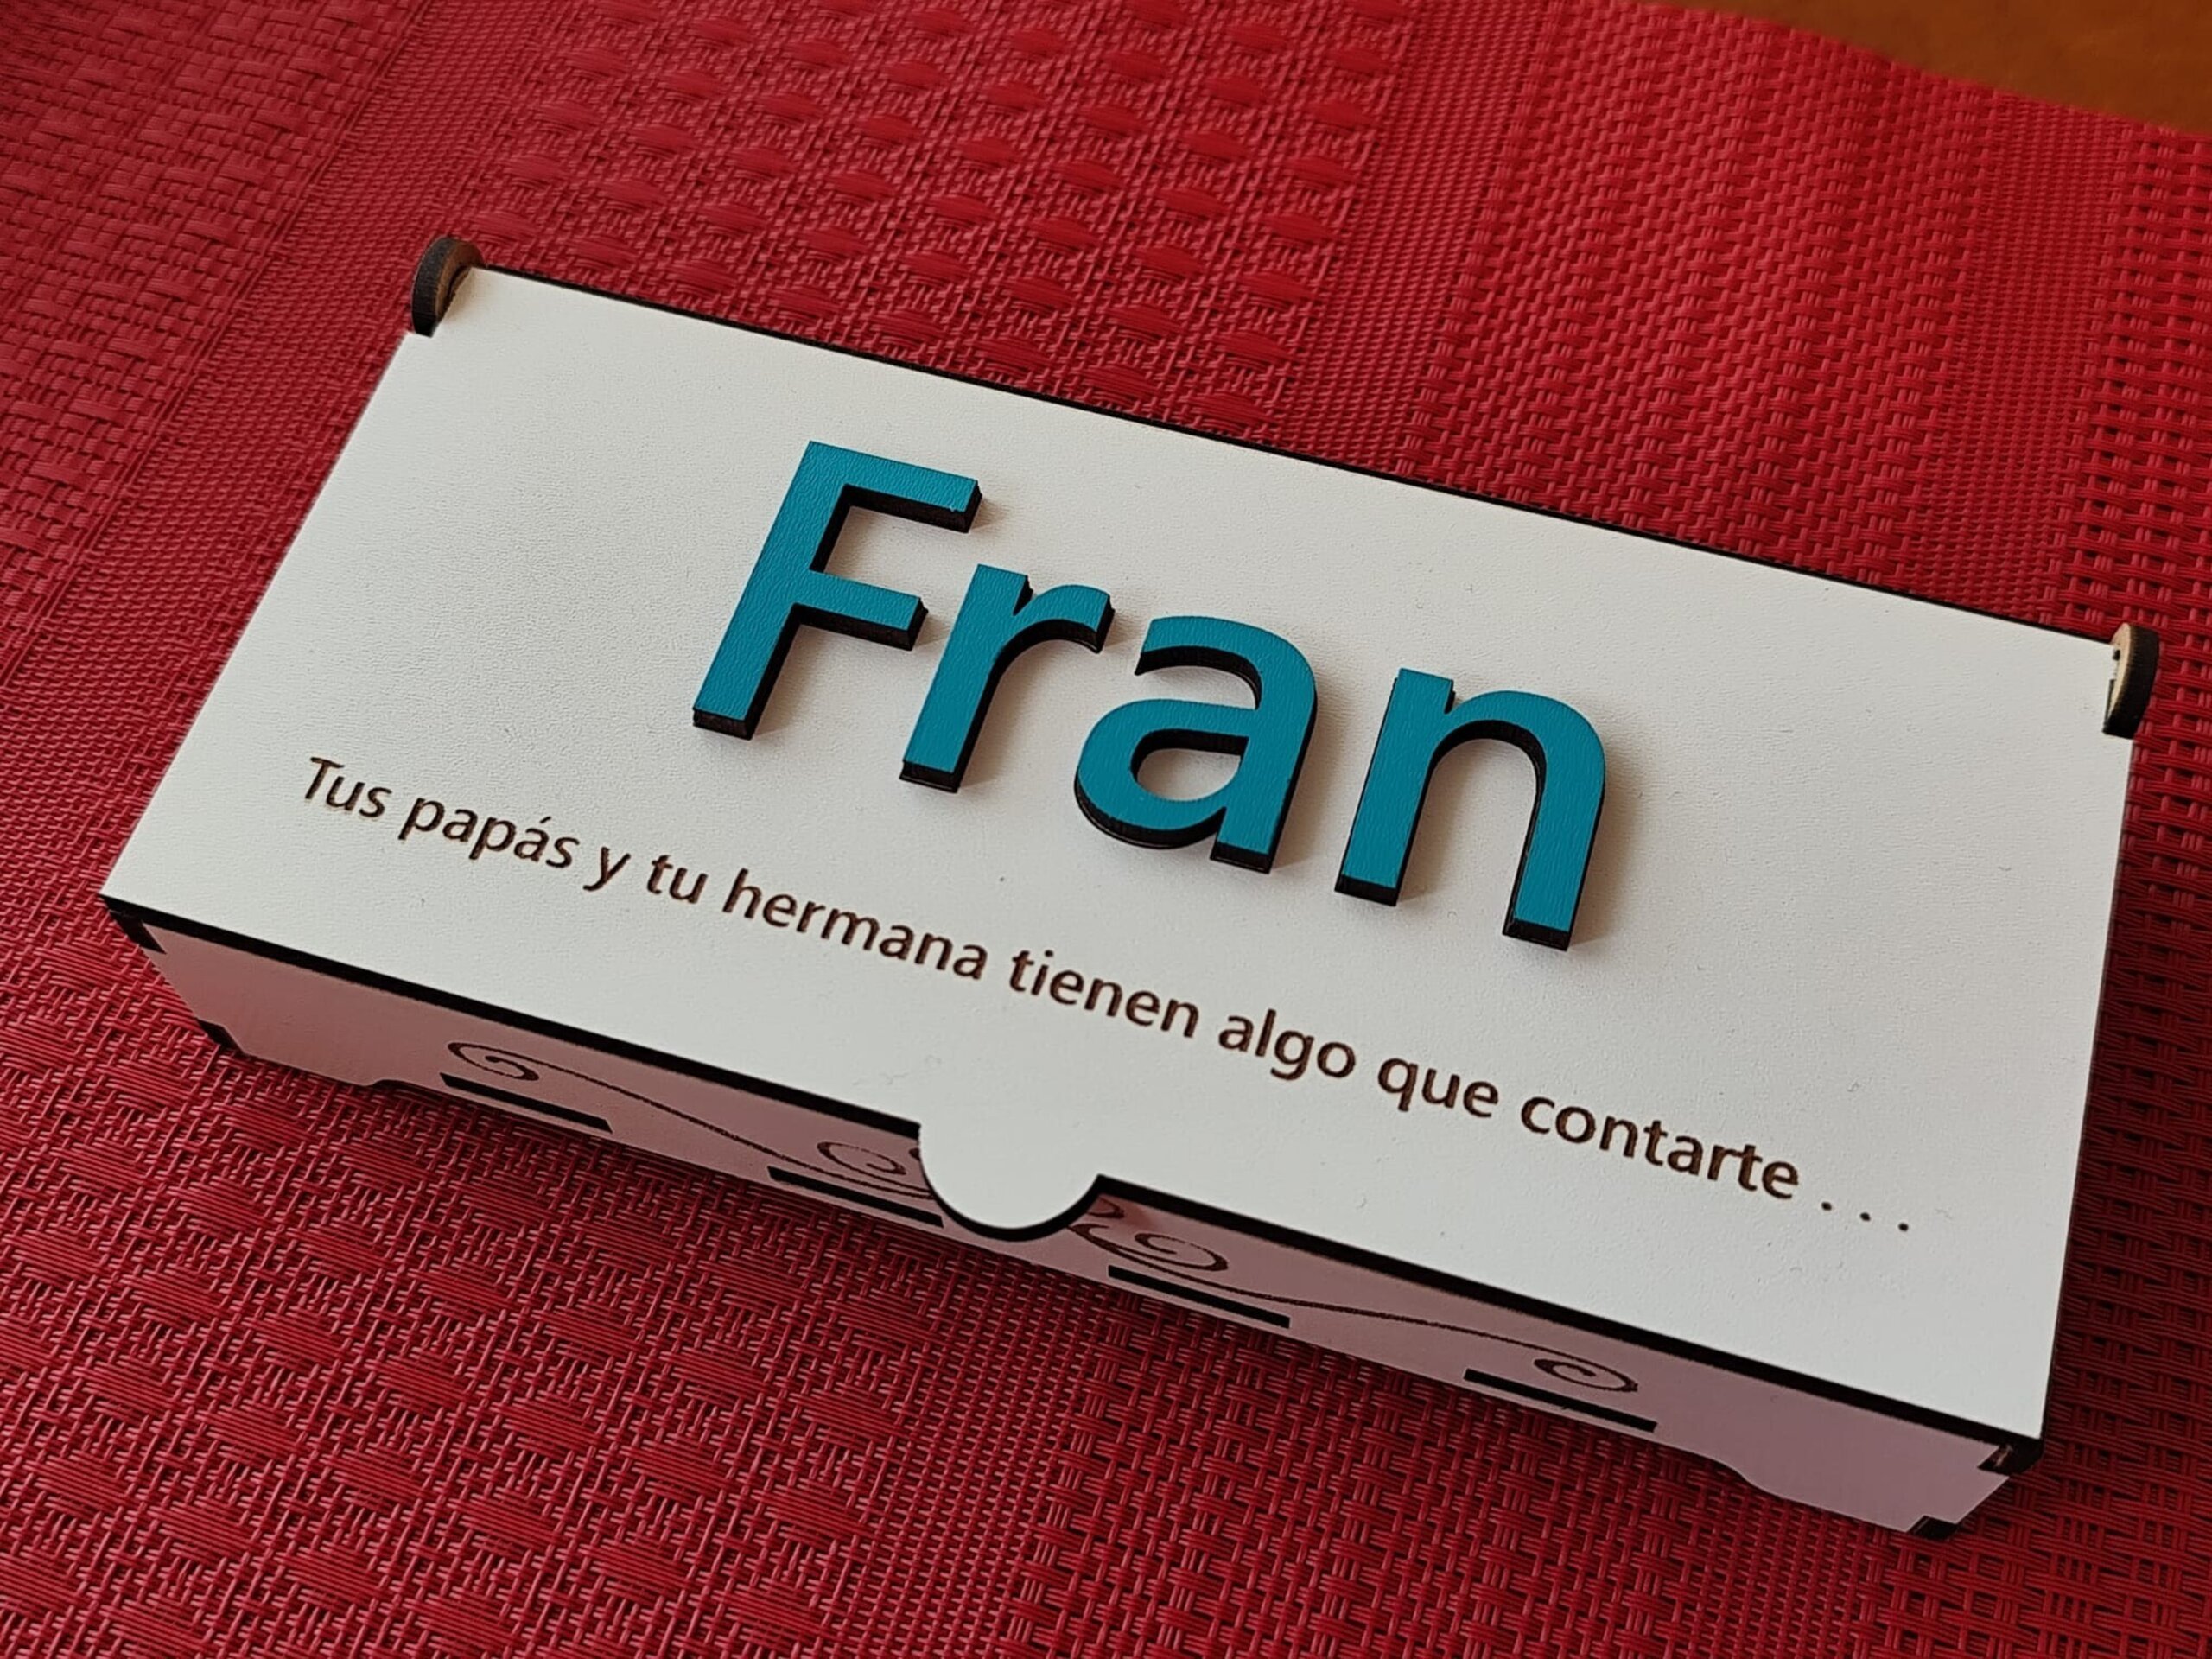 Fran
Tus papás y tu hermana tienen algo que contarte . . .